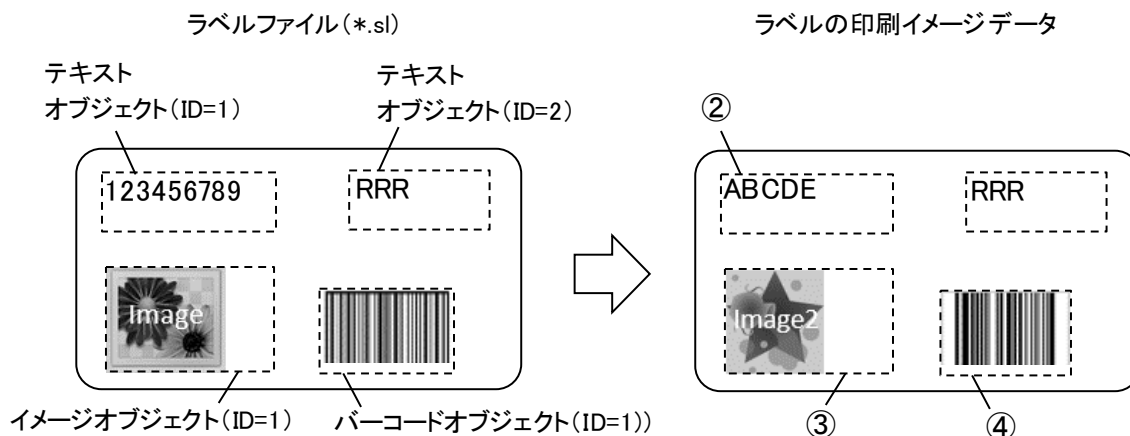 ラベルファイル(*.sl)
ラベルの印刷イメージデータ
テキスト
オブジェクト(ID=1)
テキスト
オブジェクト(ID=2)
②
123456789
RRR
ABCDE
RRR
Image
Image2
イメージオブジェクト(ID=1)
バーコードオブジェクト(ID=1))
③
④